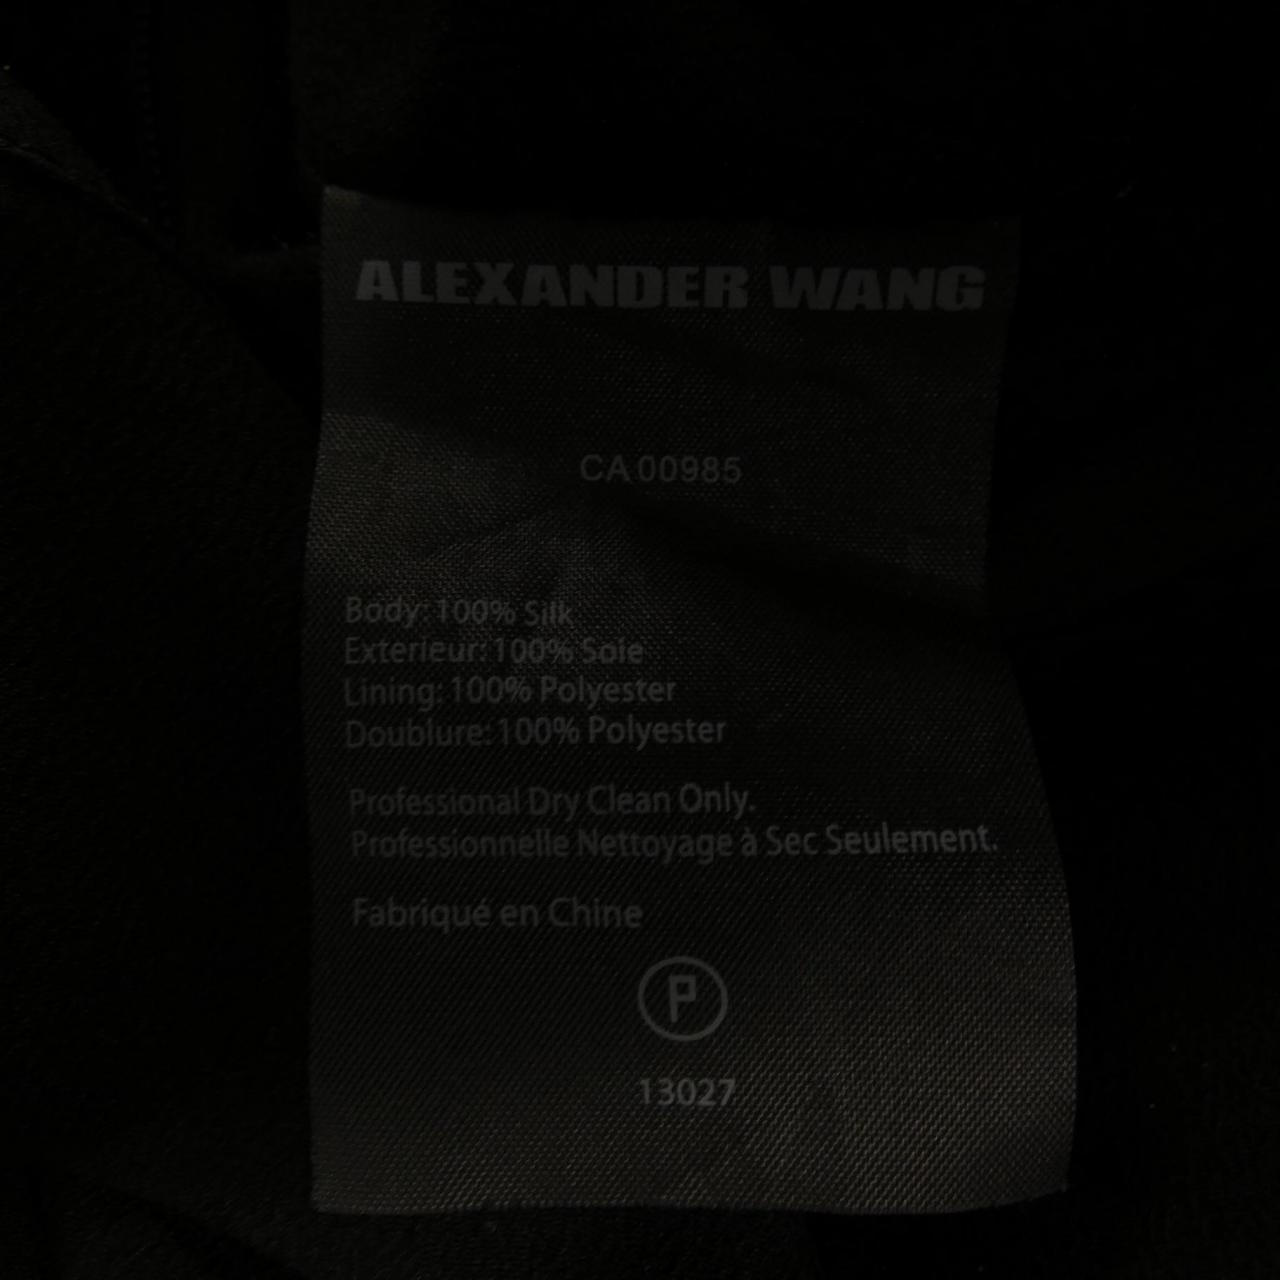 ALEXANDER WANG
CA 00985
Body: 100% Silk
Exterieur: 100% Soie
Lining: 100% Polyester
Doublure: 100% Polyester
Professional Dry Clean Only.
Professionnelle Nettoyage à Sec Seulement.
Fabriqué en Chine
P
13027